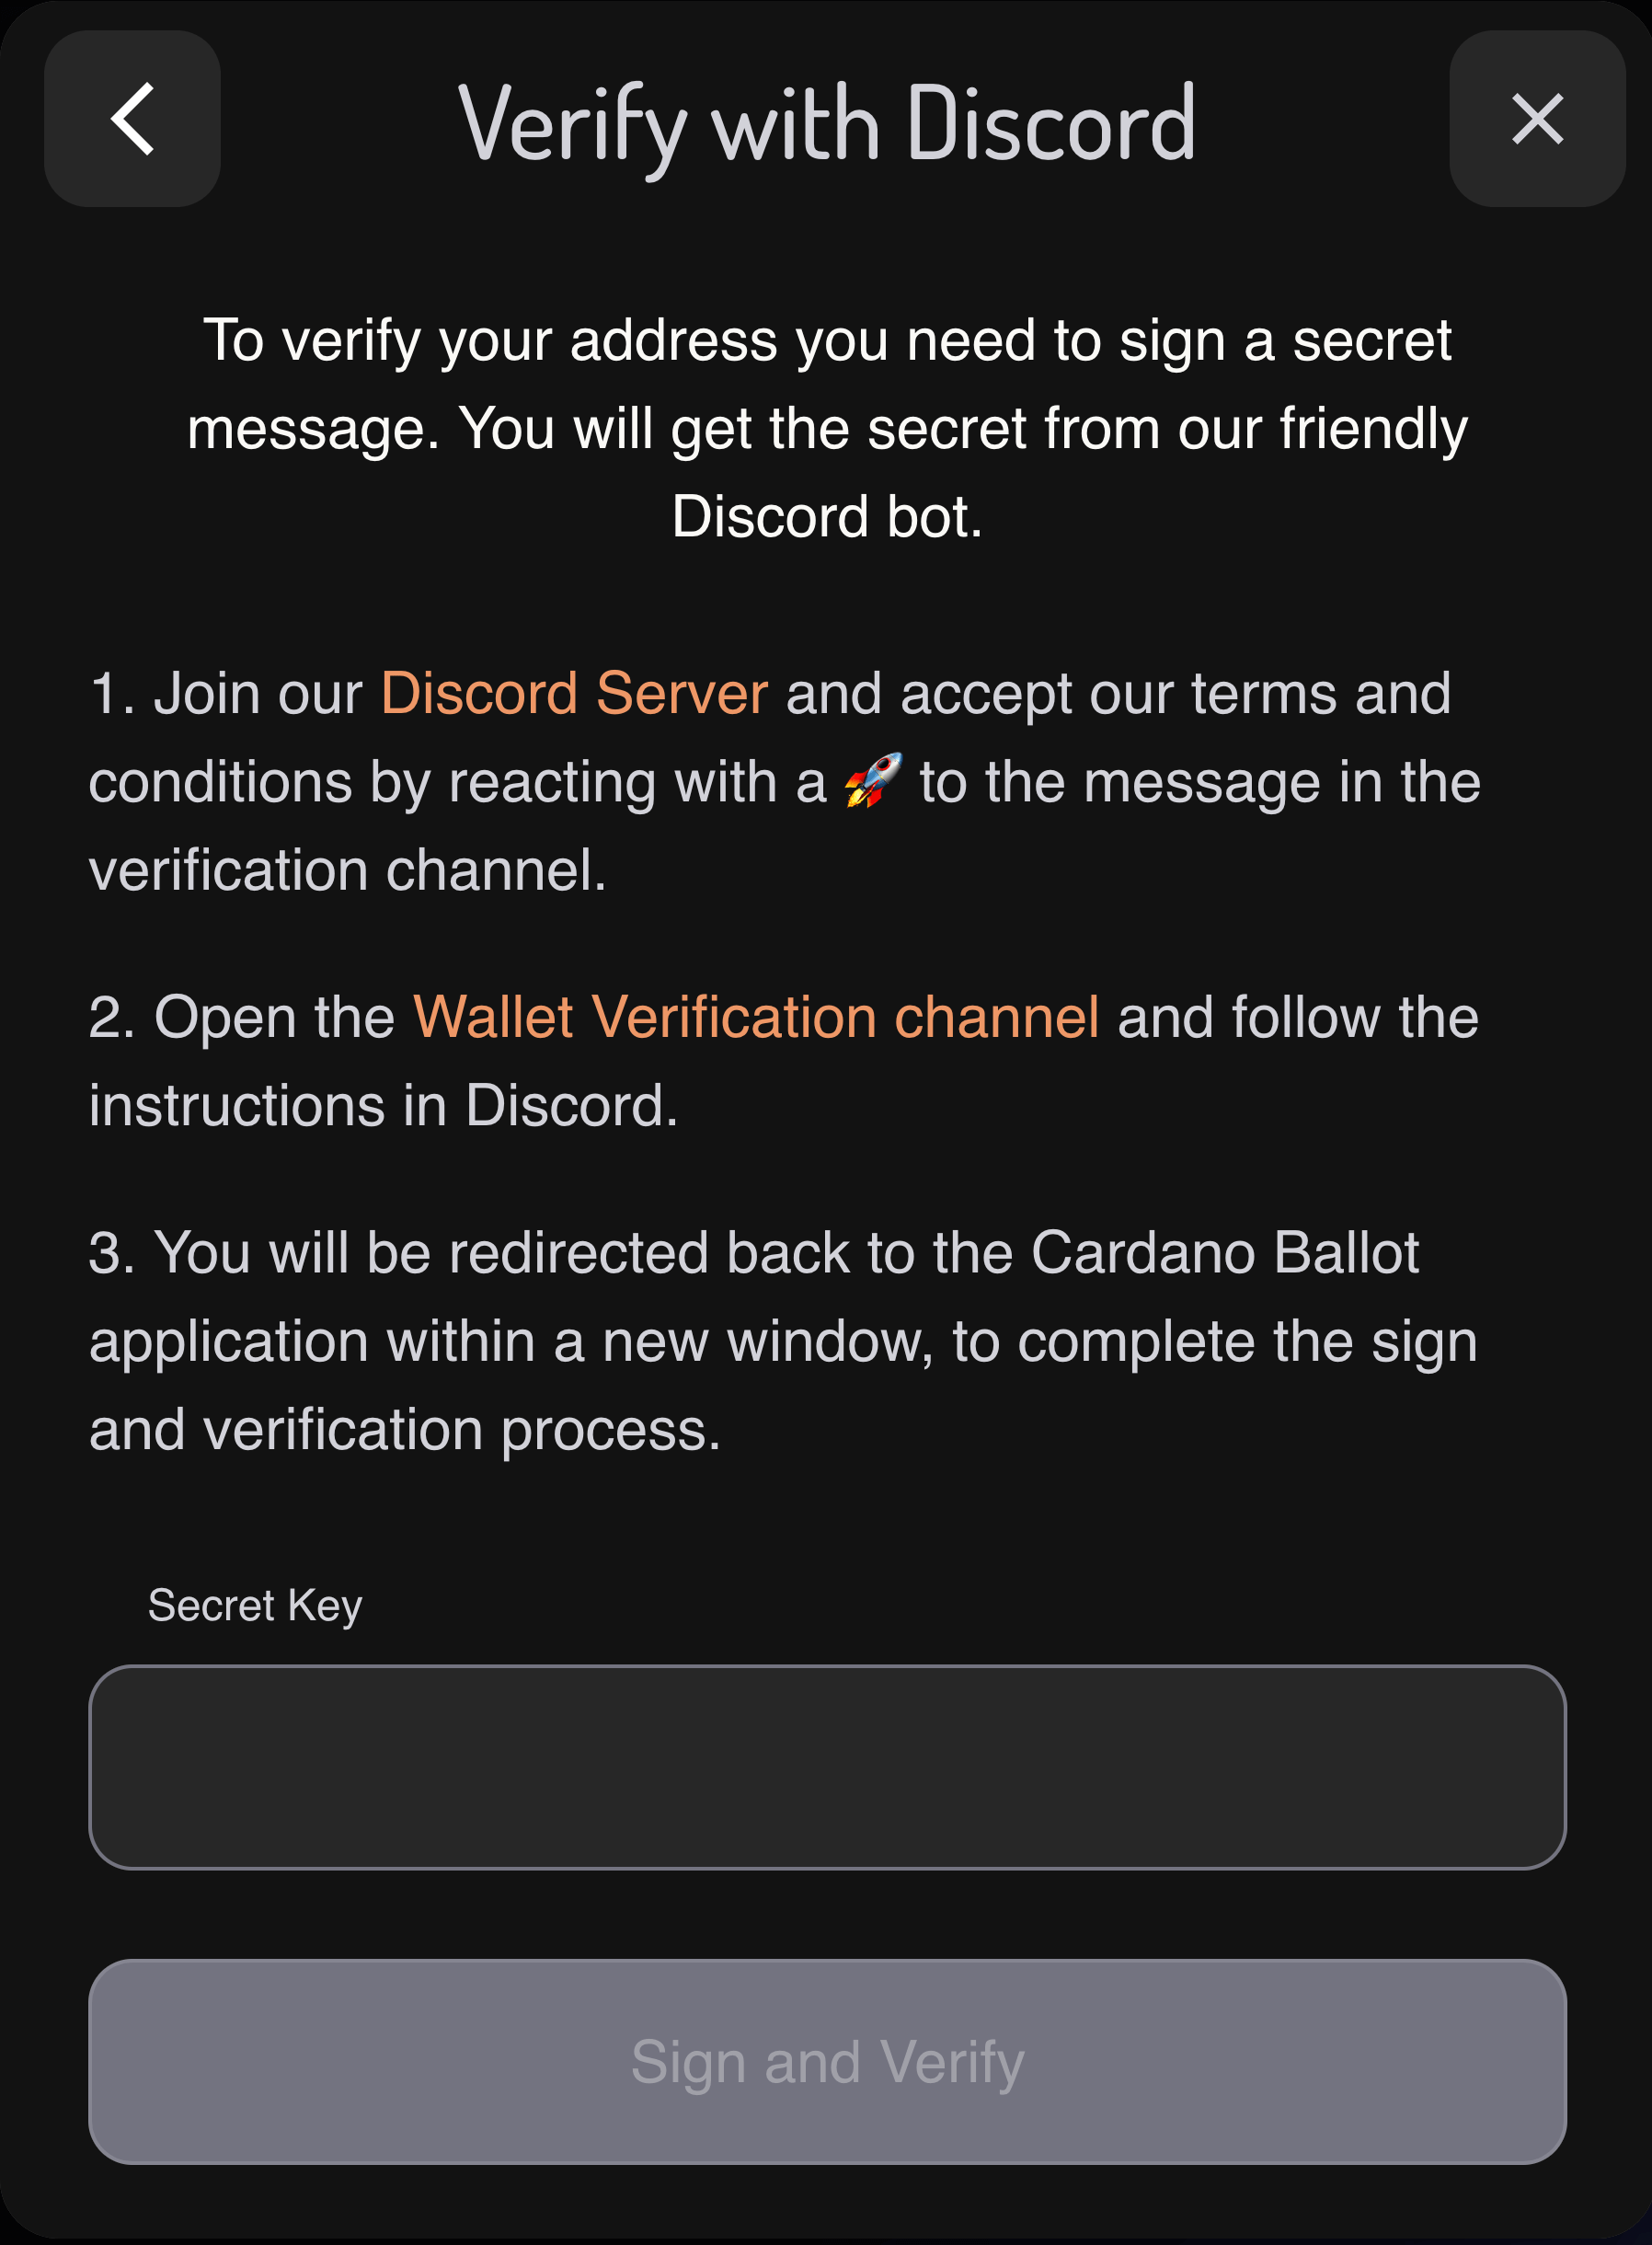 Verify with Discord
To verify your address you need to sign a secret
message. You will get the secret from our friendly
Discord bot.
1. Join our Discord Server and accept our terms and
conditions by reacting with a 🚀 to the message in the
verification channel.
2. Open the Wallet Verification channel and follow the
instructions in Discord.
3. You will be redirected back to the Cardano Ballot
application within a new window, to complete the sign
and verification process.
Secret Key
Sign and Verify